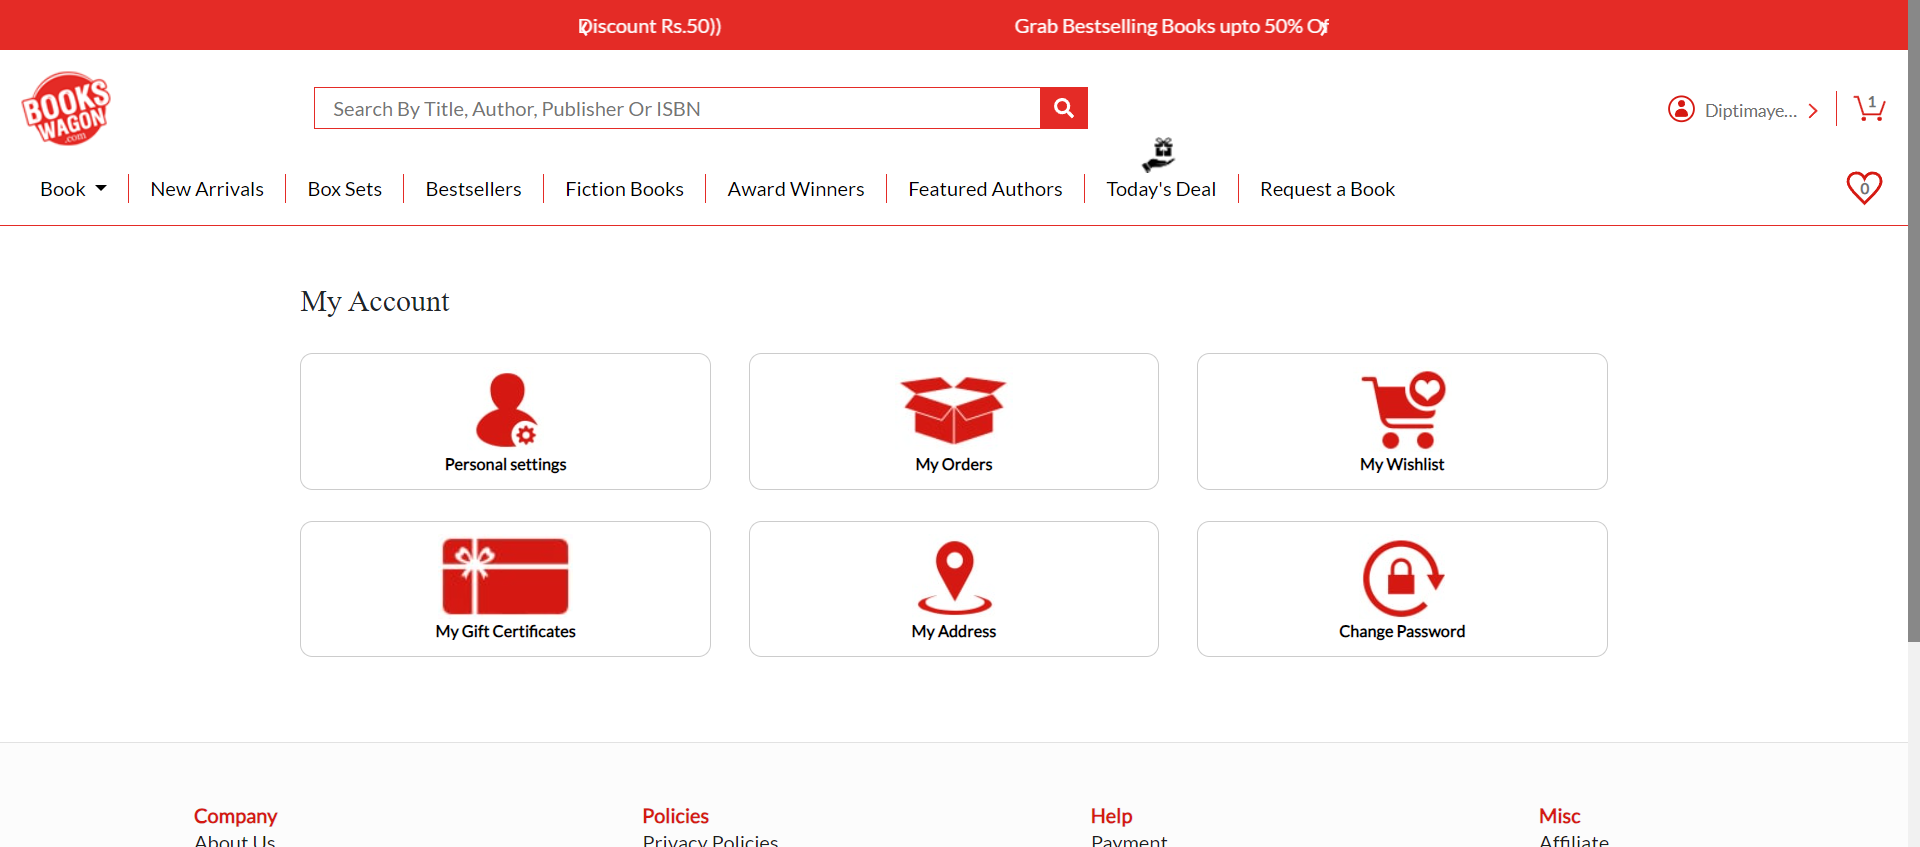 Discount Rs.50)) Grab Bestselling Books upto 50% Of
BOOKS
WAGON
.com
Search By Title, Author, Publisher Or ISBN
Diptimaye...
1
Book New Arrivals Box Sets Bestsellers Fiction Books Award Winners Featured Authors Today's Deal Request a Book
0
My Account
Personal settings My Orders My Wishlist
My Gift Certificates My Address Change Password
Company Policies Help Misc
About Us Privacy Policies Payment Affiliate